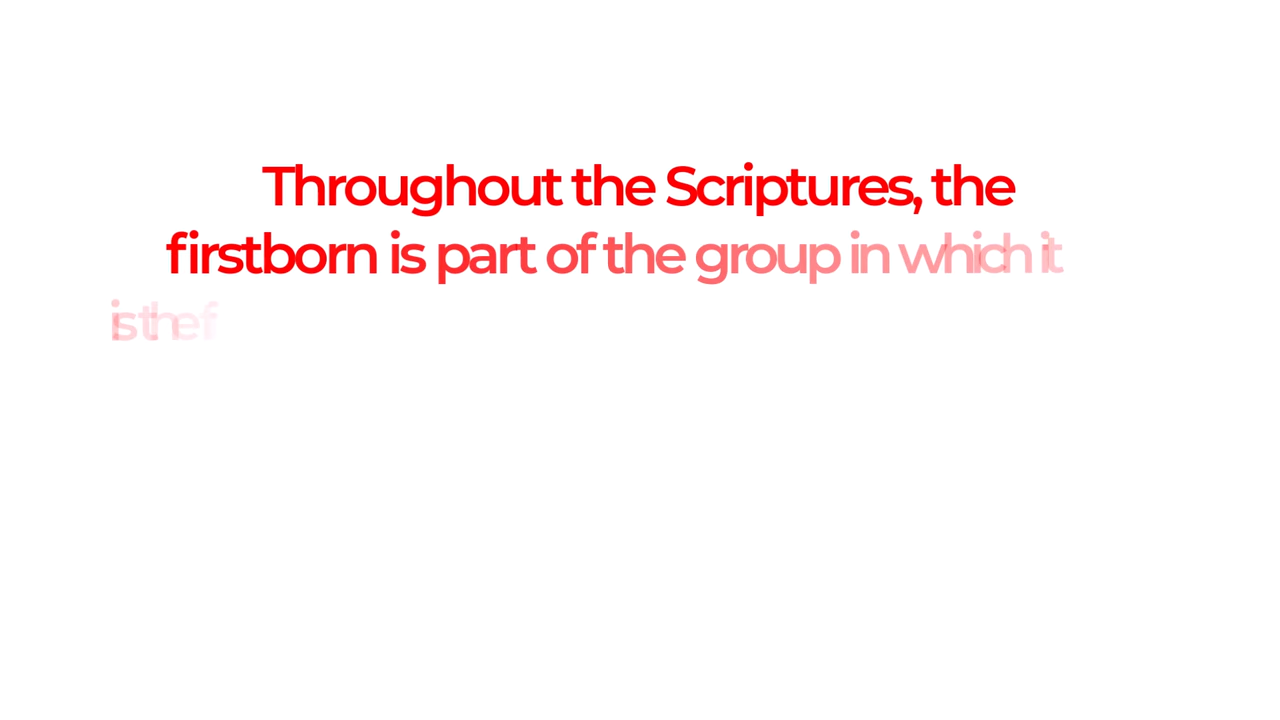 Throughout the Scriptures, the
firstborn is part of the group in which it
is the f